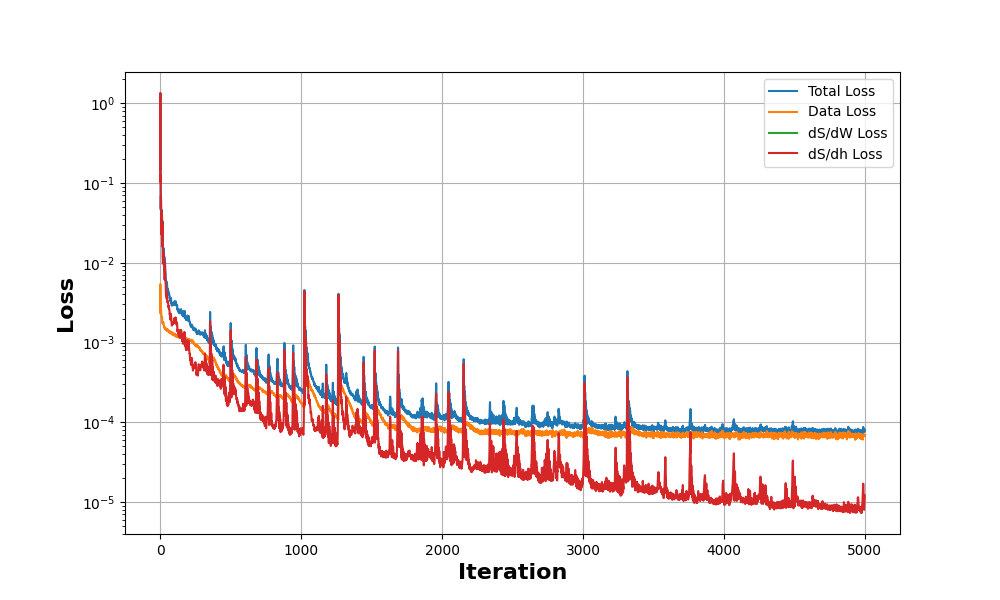 Total Loss
Data Loss
dS/dW Loss
dS/dh Loss
10⁰
10⁻¹
10⁻²
10⁻³
10⁻⁴
10⁻⁵
Loss
0 1000 2000 3000 4000 5000
Iteration